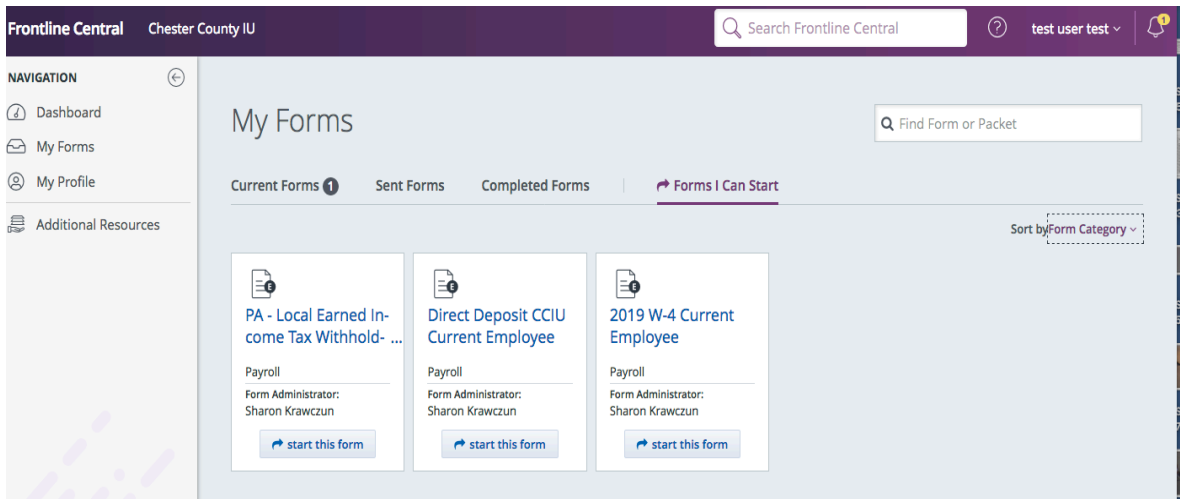 Frontline Central Chester County IU Search Frontline Central test user test 1
NAVIGATION
Dashboard
My Forms
My Profile
Additional Resources
My Forms
Find Form or Packet
Current Forms 1 Sent Forms Completed Forms Forms I Can Start
Sort by Form Category
PA - Local Earned In-
come Tax Withhold- ...
Payroll
Form Administrator:
Sharon Krawczun
start this form
Direct Deposit CCIU
Current Employee
Payroll
Form Administrator:
Sharon Krawczun
start this form
2019 W-4 Current
Employee
Payroll
Form Administrator:
Sharon Krawczun
start this form